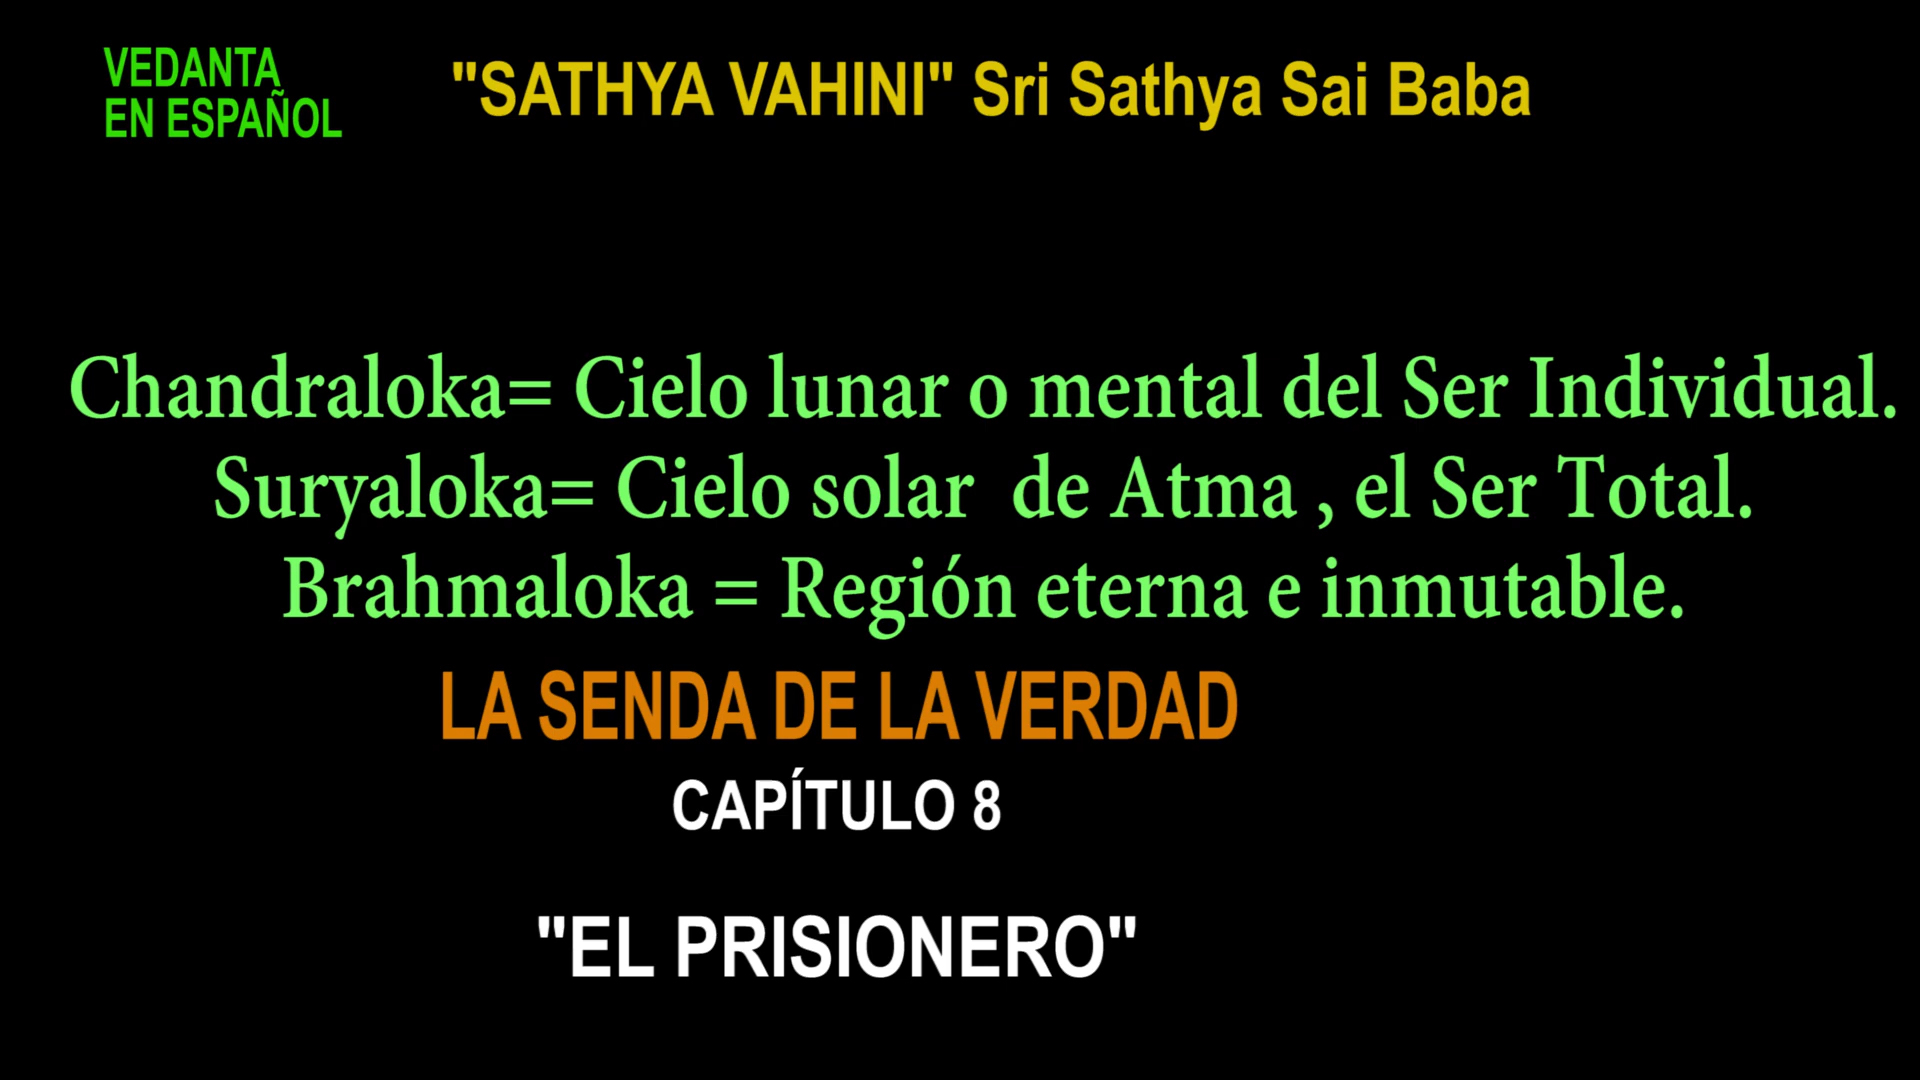 VEDANTA
EN ESPAÑOL
"SATHYA VAHINI" Sri Sathya Sai Baba
Chandraloka= Cielo lunar o mental del Ser Individual.
Suryaloka= Cielo solar  de Atma , el Ser Total.
Brahmaloka = Región eterna e inmutable.
LA SENDA DE LA VERDAD
CAPÍTULO 8
"EL PRISIONERO"